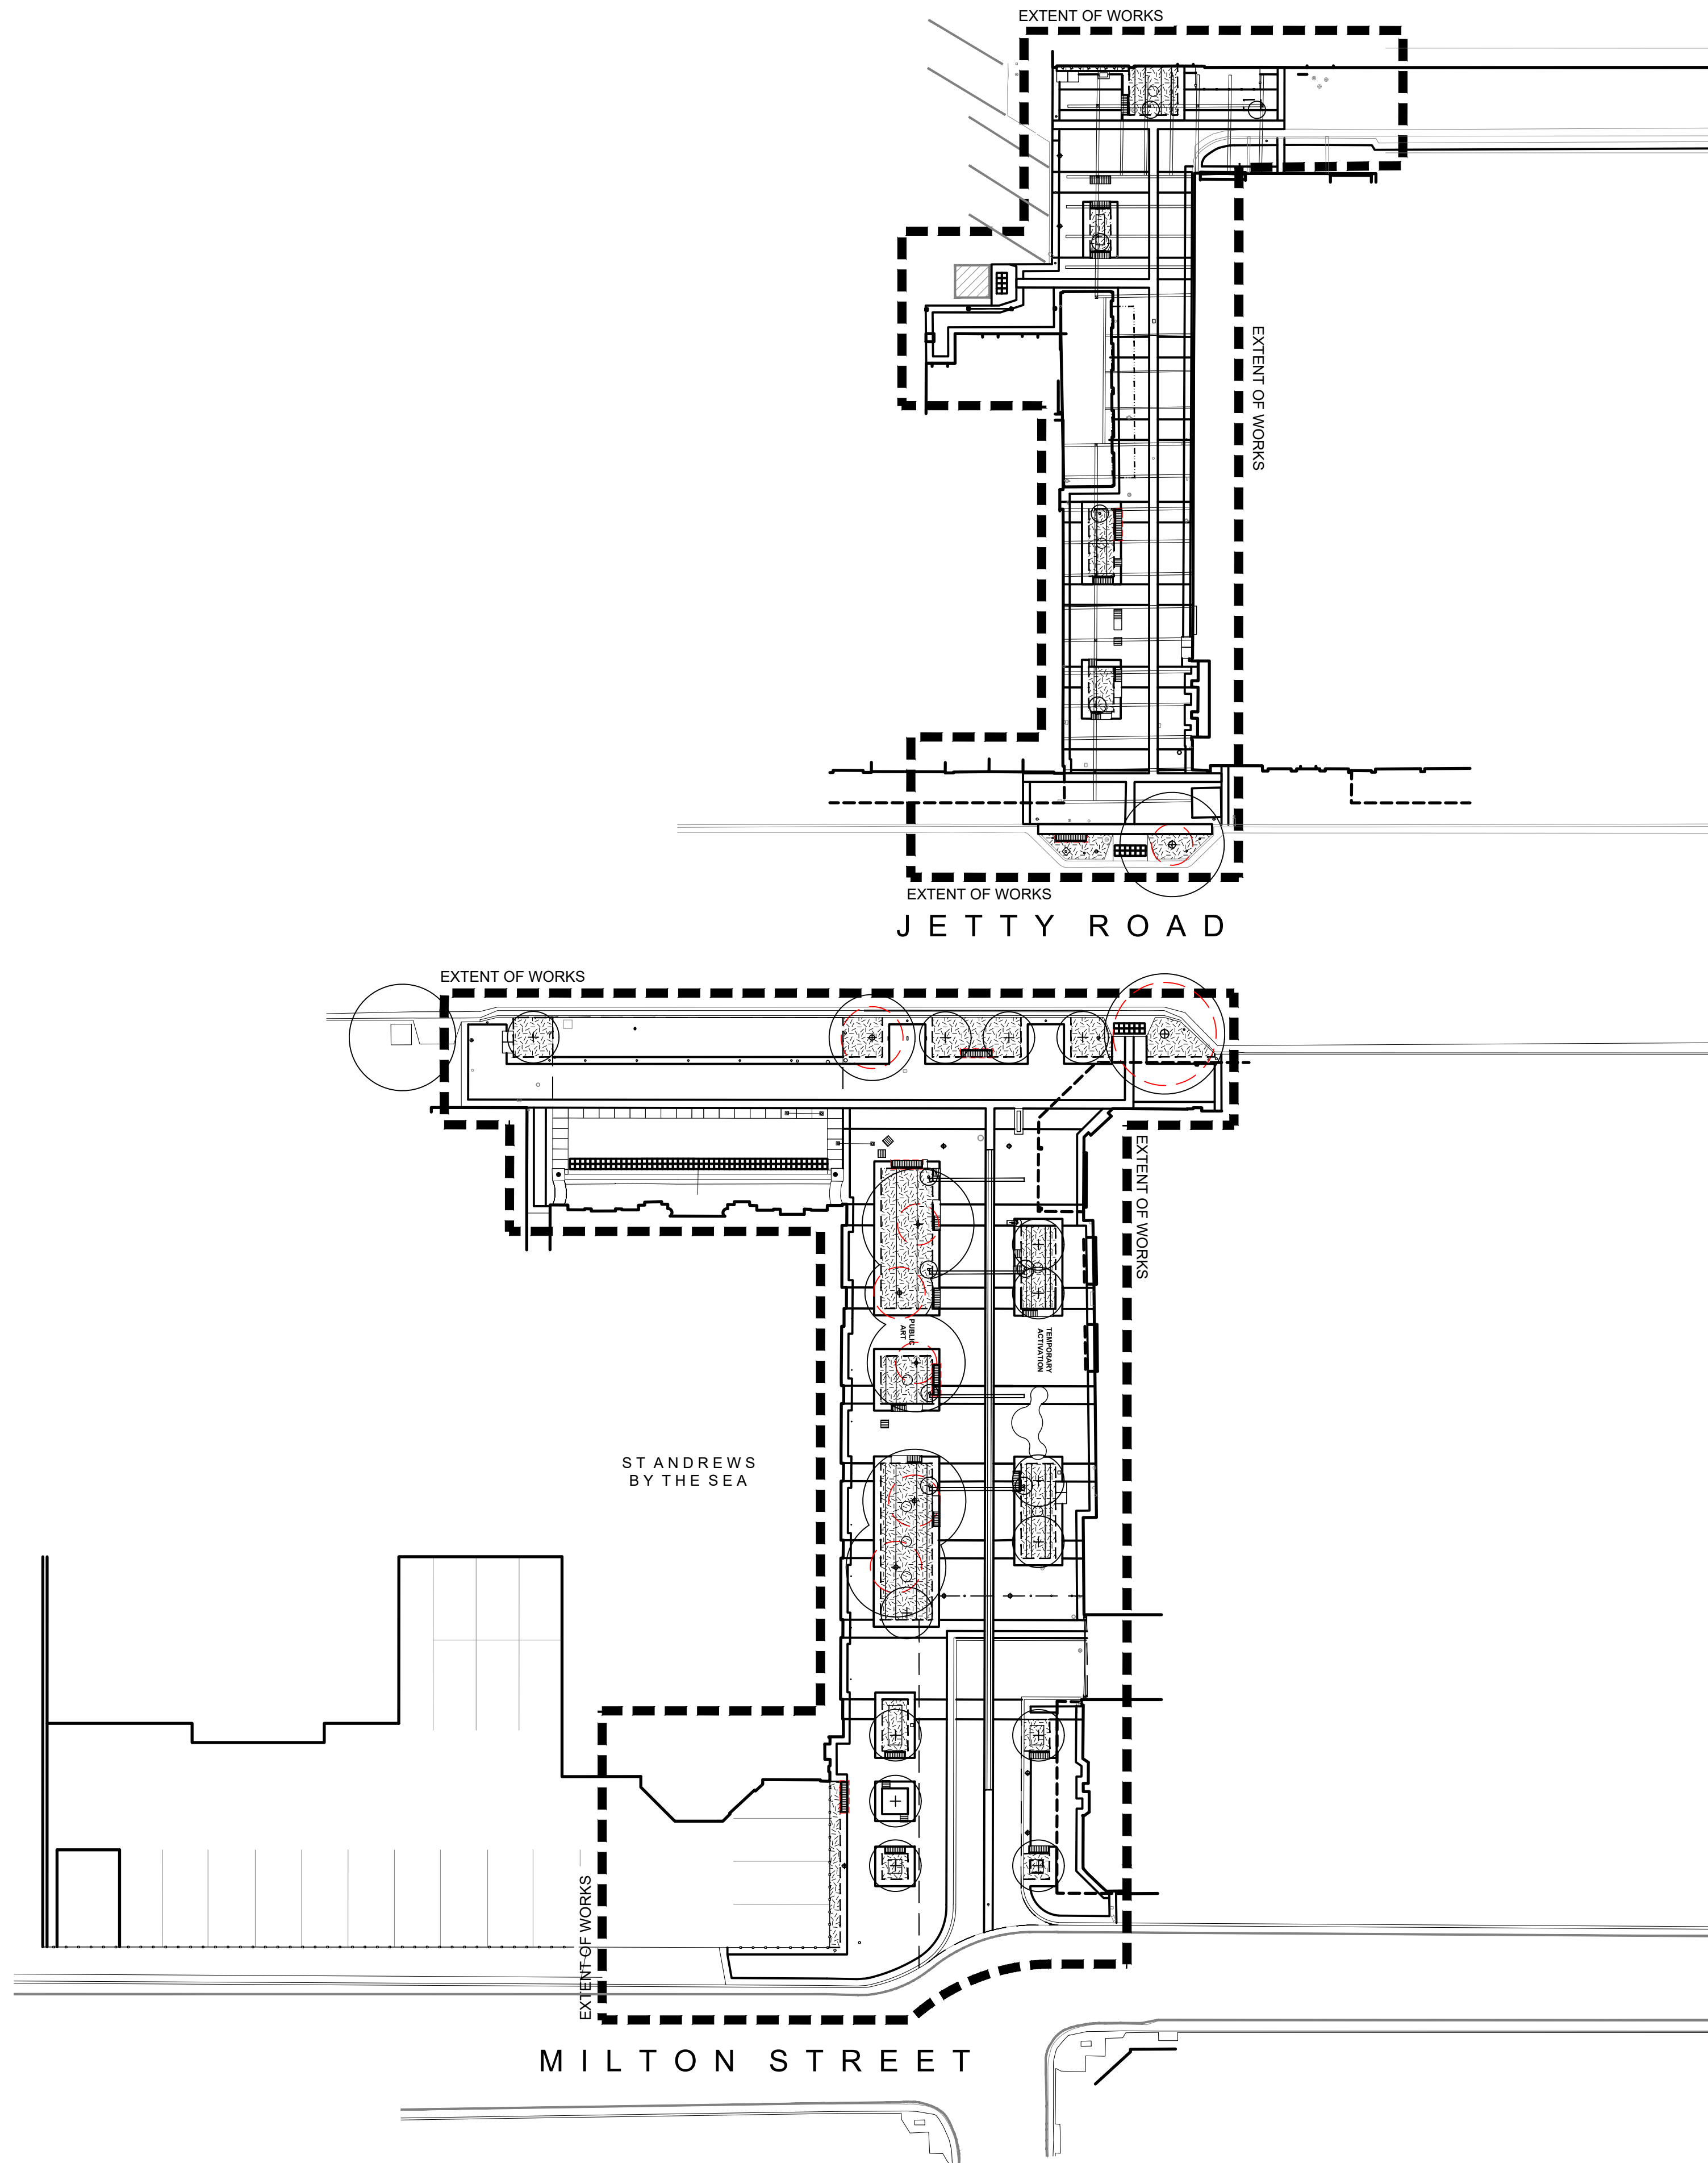 EXTENT OF WORKS
EXTENT OF WORKS
EXTENT OF WORKS
JETTY ROAD
EXTENT OF WORKS
EXTENT OF WORKS
PUBLIC
ART
TEMPORARY
ACTIVATION
ST ANDREWS
BY THE SEA
EXTENT OF WORKS
MILTON STREET